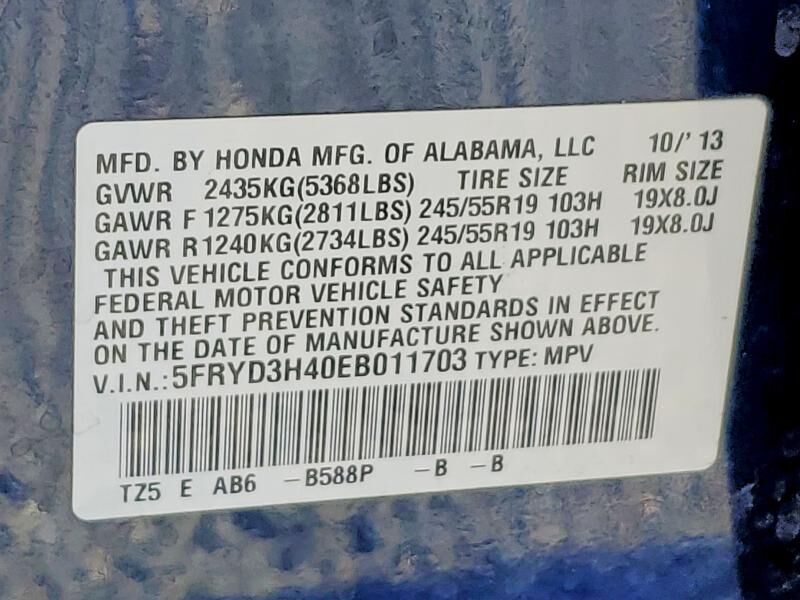 MFD. BY HONDA MFG. OF ALABAMA, LLC 10/' 13
GVWR 2435KG(5368LBS) TIRE SIZE RIM SIZE
GAWR F 1275KG(2811LBS) 245/55R19 103H 19X8.0J
GAWR R 1240KG(2734LBS) 245/55R19 103H 19X8.0J
THIS VEHICLE CONFORMS TO ALL APPLICABLE
FEDERAL MOTOR VEHICLE SAFETY
AND THEFT PREVENTION STANDARDS IN EFFECT
ON THE DATE OF MANUFACTURE SHOWN ABOVE.
V.I.N.:5FRYD3H40EB011703 TYPE: MPV
TZ5 E AB6 -B588P -B -B